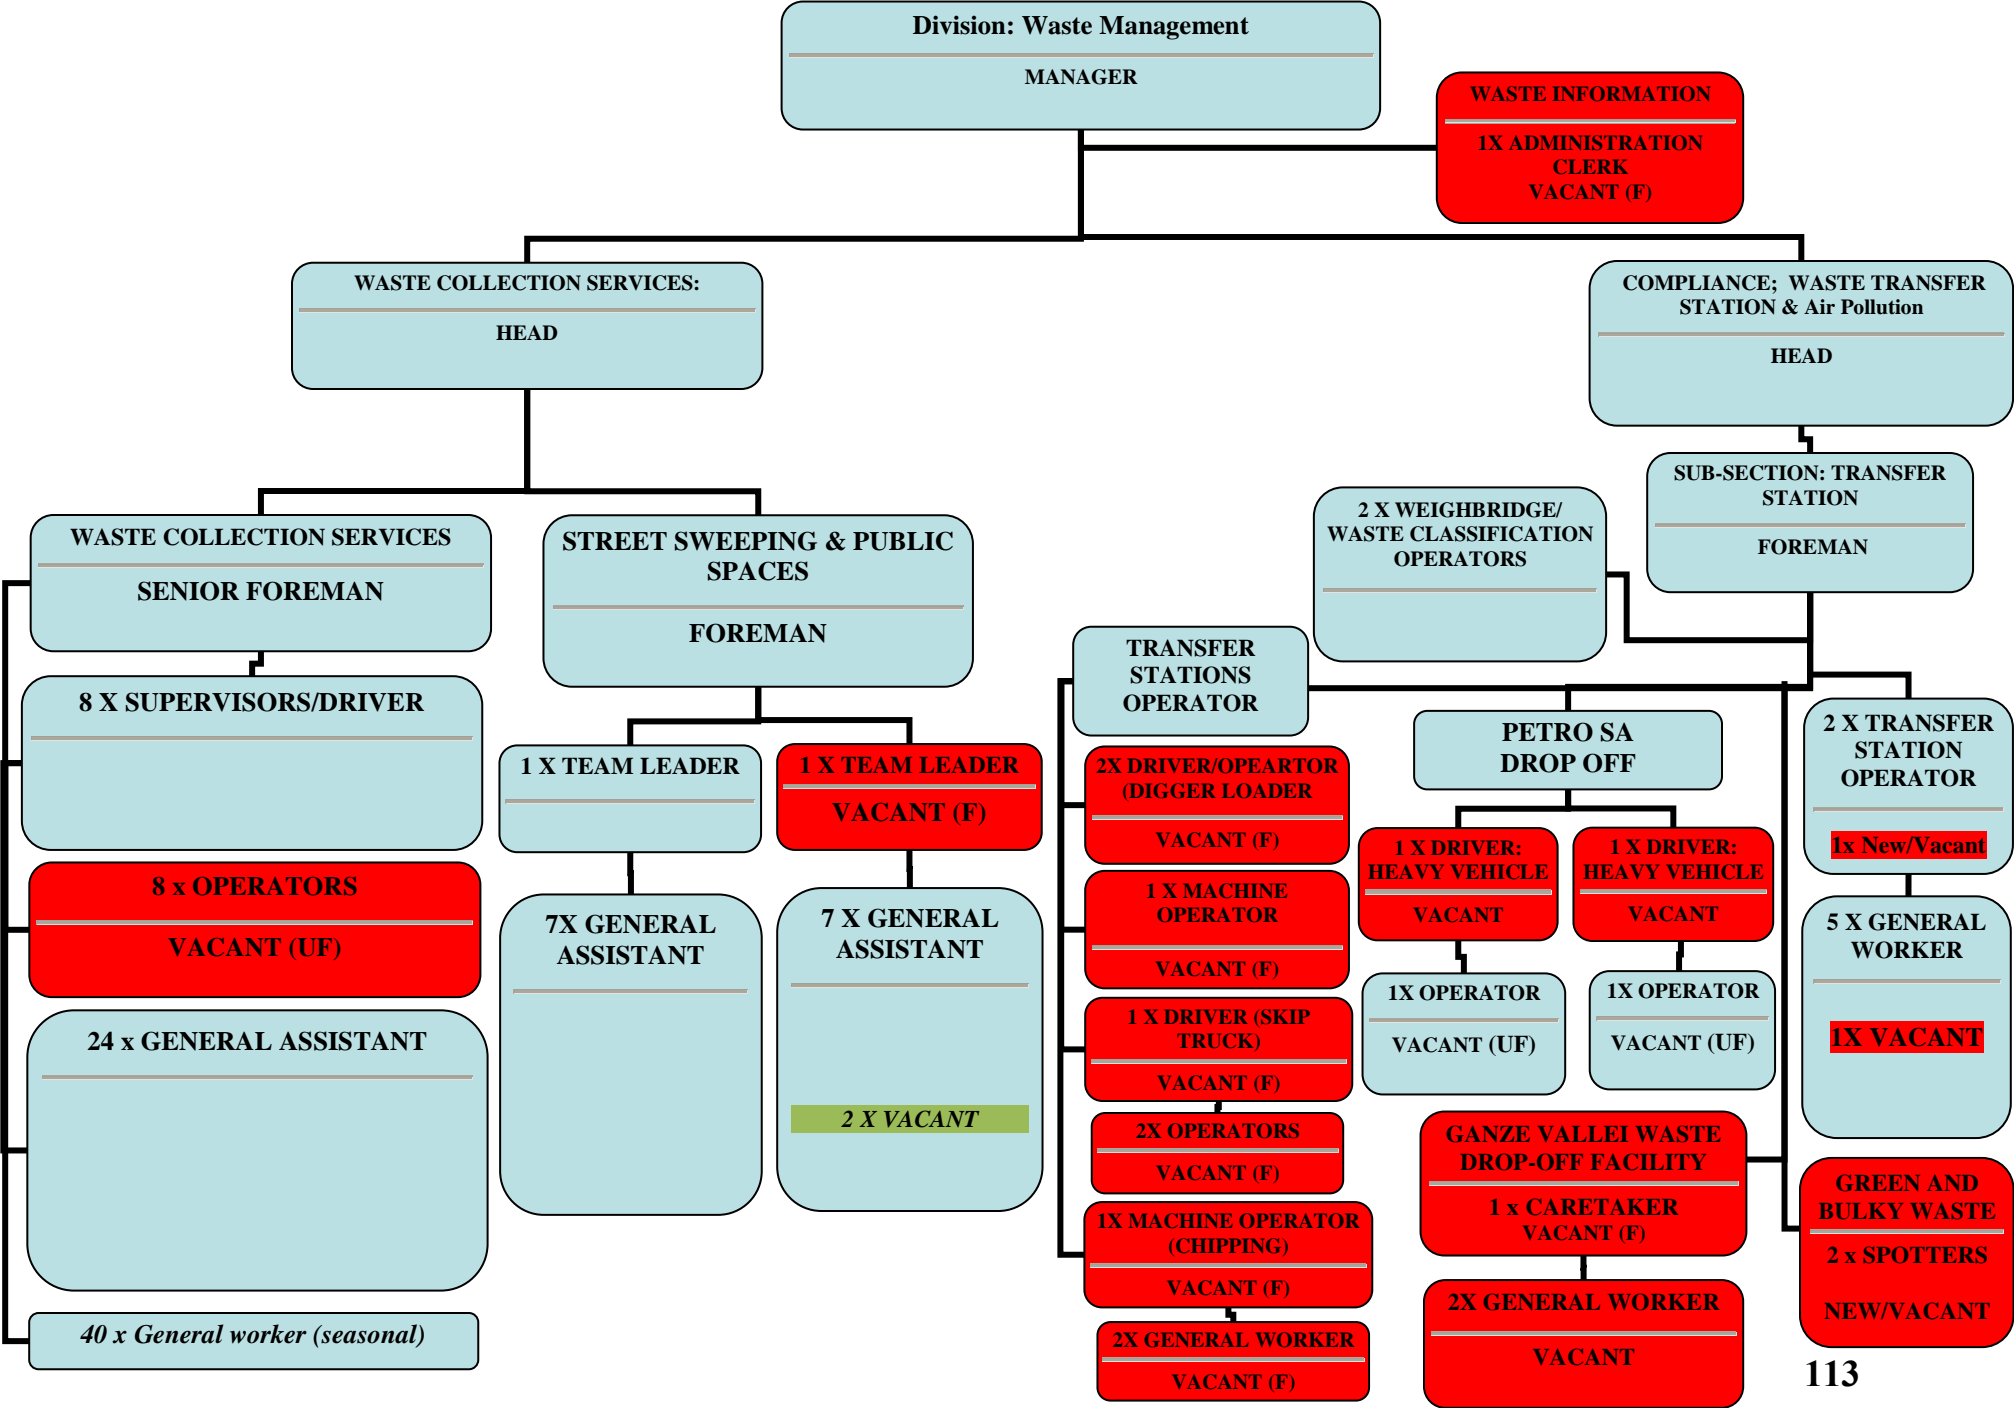 Division: Waste Management
MANAGER
WASTE INFORMATION
1X ADMINISTRATION
CLERK
VACANT (F)
WASTE COLLECTION SERVICES:
HEAD
COMPLIANCE; WASTE TRANSFER
STATION & Air Pollution
HEAD
SUB-SECTION: TRANSFER
STATION
FOREMAN
2 X WEIGHBRIDGE/
WASTE CLASSIFICATION
OPERATORS
WASTE COLLECTION SERVICES
SENIOR FOREMAN
STREET SWEEPING & PUBLIC
SPACES
FOREMAN
8 X SUPERVISORS/DRIVER
8 x OPERATORS
VACANT (UF)
24 x GENERAL ASSISTANT
40 x General worker (seasonal)
1 X TEAM LEADER
1 X TEAM LEADER
VACANT (F)
7X GENERAL
ASSISTANT
7 X GENERAL
ASSISTANT
2 X VACANT
TRANSFER
STATIONS
OPERATOR
2X DRIVER/OPEARTOR
(DIGGER LOADER
VACANT (F)
1 X MACHINE
OPERATOR
VACANT (F)
1 X DRIVER (SKIP
TRUCK)
VACANT (F)
2X OPERATORS
VACANT (F)
1X MACHINE OPERATOR
(CHIPPING)
VACANT (F)
2X GENERAL WORKER
VACANT (F)
PETRO SA
DROP OFF
1 X DRIVER:
HEAVY VEHICLE
VACANT
1 X DRIVER:
HEAVY VEHICLE
VACANT
1X OPERATOR
VACANT (UF)
1X OPERATOR
VACANT (UF)
GANZE VALLEI WASTE
DROP-OFF FACILITY
1 x CARETAKER
VACANT (F)
2X GENERAL WORKER
VACANT
2 X TRANSFER
STATION
OPERATOR
1x New/Vacant
5 X GENERAL
WORKER
1X VACANT
GREEN AND
BULKY WASTE
2 x SPOTTERS
NEW/VACANT
113